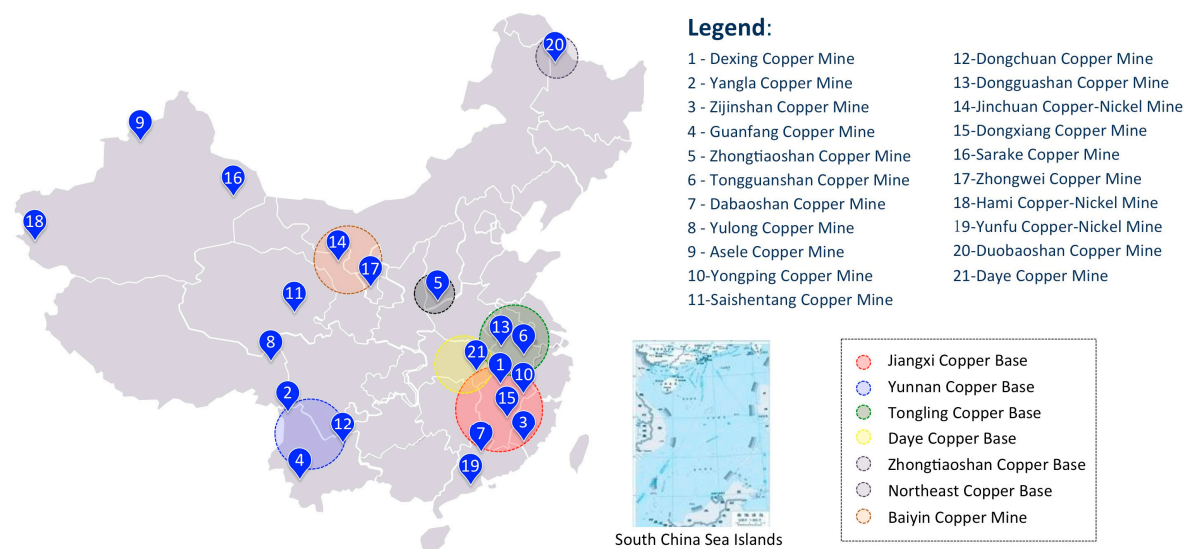 20
9
16
18
14
17
5
11
13
6
8
21
1
10
2
15
12
3
7
4
19
Legend:
1 - Dexing Copper Mine
2 - Yangla Copper Mine
3 - Zijinshan Copper Mine
4 - Guanfang Copper Mine
5 - Zhongtiaoshan Copper Mine
6 - Tongguanshan Copper Mine
7 - Dabaoshan Copper Mine
8 - Yulong Copper Mine
9 - Asele Copper Mine
10-Yongping Copper Mine
11-Saishentang Copper Mine
12-Dongchuan Copper Mine
13-Dongguashan Copper Mine
14-Jinchuan Copper-Nickel Mine
15-Dongxiang Copper Mine
16-Sarake Copper Mine
17-Zhongwei Copper Mine
18-Hami Copper-Nickel Mine
19-Yunfu Copper-Nickel Mine
20-Duobaoshan Copper Mine
21-Daye Copper Mine
South China Sea Islands
Jiangxi Copper Base
Yunnan Copper Base
Tongling Copper Base
Daye Copper Base
Zhongtiaoshan Copper Base
Northeast Copper Base
Baiyin Copper Mine